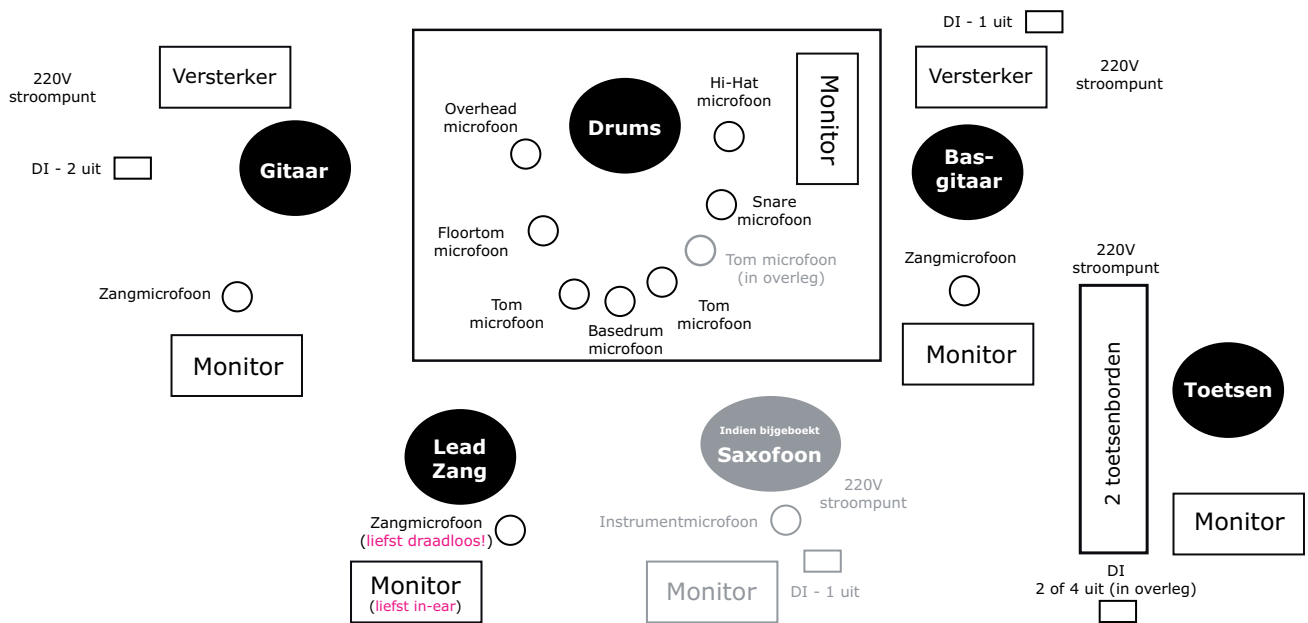 DI - 1 uit
220V
stroompunt
Versterker
Overhead
microfoon
Drums
Hi-Hat
microfoon
Monitor
Versterker
220V
stroompunt
DI - 2 uit
Gitaar
Bas-
gitaar
Snare
microfoon
Floortom
microfoon
Tom microfoon
(in overleg)
Zangmicrofoon
220V
stroompunt
Zangmicrofoon
Tom
microfoon
Basedrum
microfoon
Tom
microfoon
Monitor
Monitor
2 toetsenborden
Toetsen
Lead
Zang
Indien bijgeboekt
Saxofoon
220V
stroompunt
Zangmicrofoon
(liefst draadloos!)
Instrumentmicrofoon
Monitor
Monitor
(liefst in-ear)
Monitor
DI - 1 uit
DI
2 of 4 uit (in overleg)